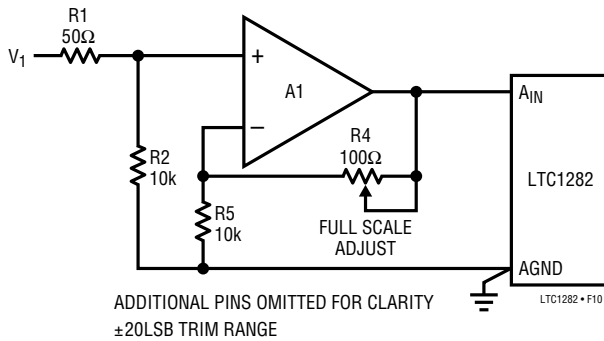 R1
50Ω
V1
+
A1
–
AIN
R4
100Ω
LTC1282
R2
10k
R5
10k
FULL SCALE
ADJUST
AGND
LTC1282 • F10
ADDITIONAL PINS OMITTED FOR CLARITY
±20LSB TRIM RANGE